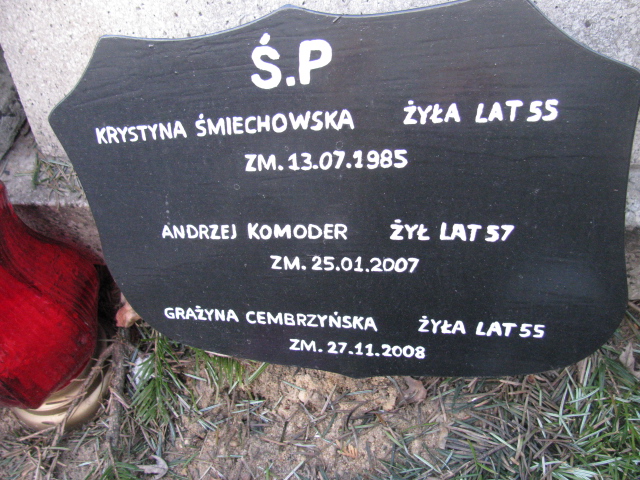 Ś.P
KRYSTYNA ŚMIECHOWSKA ŻYŁA LAT 55
ZM. 13.07.1985
ANDRZEJ KOMODER ŻYŁ LAT 57
ZM. 25.01.2007
GRAŻYNA CEMBRZYŃSKA ŻYŁA LAT 55
ZM. 27.11.2008